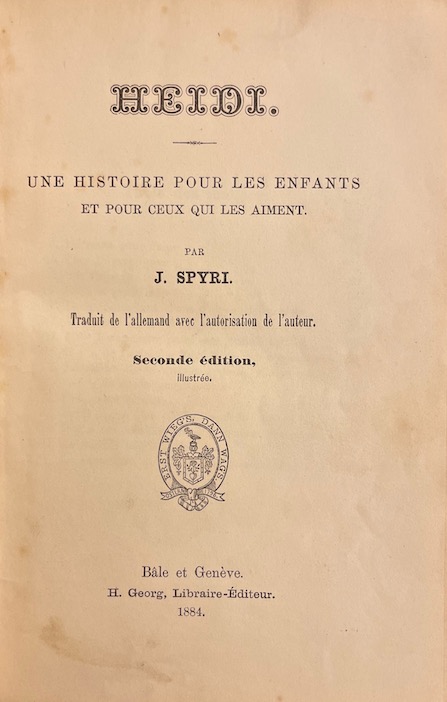 HEIDI.
UNE HISTOIRE POUR LES ENFANTS
ET POUR CEUX QUI LES AIMENT.
PAR
J. SPYRI.
Traduit de l'allemand avec l'autorisation de l'auteur.
Seconde édition,
illustrée.
ERST WIEG'S, DANN WAG'S
Bâle et Genève.
H. Georg, Libraire-Éditeur.
1884.